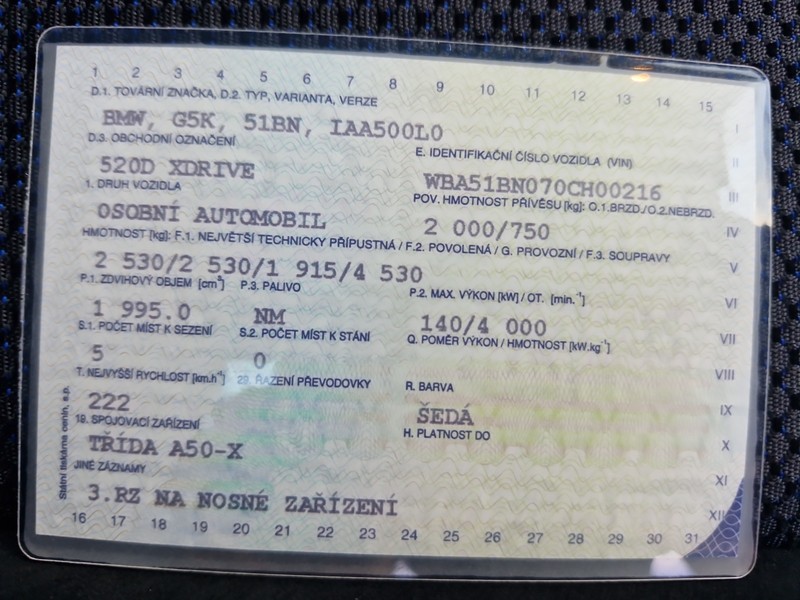 1 2 3 4 5 6 7 8 9 10 11 12 13 14 15
D.1. TOVÁRNÍ ZNAČKA, D.2. TYP, VARIANTA, VERZE
BMW, G5K, 51BN, IAA500L0 I
D.3. OBCHODNÍ OZNAČENÍ E. IDENTIFIKAČNÍ ČÍSLO VOZIDLA (VIN) II
520D XDRIVE WBA51BN070CH00216
1. DRUH VOZIDLA POV. HMOTNOST PŘÍVĚSU [kg]: O.1.BRZD./O.2.NEBRZD. III
OSOBNÍ AUTOMOBIL 2 000/750 IV
HMOTNOST [kg]: F.1. NEJVĚTŠÍ TECHNICKY PŘÍPUSTNÁ / F.2. POVOLENÁ / G. PROVOZNÍ / F.3. SOUPRAVY
2 530/2 530/1 915/4 530 V
P.1. ZDVIHOVÝ OBJEM [cm³] P.3. PALIVO P.2. MAX. VÝKON [kW] / OT. [min.⁻¹] VI
1 995.0 NM 140/4 000
S.1. POČET MÍST K SEZENÍ S.2. POČET MÍST K STÁNÍ Q. POMĚR VÝKON / HMOTNOST [kW.kg⁻¹] VII
5 0
T. NEJVYŠŠÍ RYCHLOST [km.h⁻¹] 29. ŘAZENÍ PŘEVODOVKY R. BARVA VIII
222 ŠEDÁ IX
19. SPOJOVACÍ ZAŘÍZENÍ H. PLATNOST DO
TŘÍDA A50-X X
JINÉ ZÁZNAMY XI
3.RZ NA NOSNÉ ZAŘÍZENÍ XII
16 17 18 19 20 21 22 23 24 25 26 27 28 29 30 31
Státní tiskárna cenin, s.p.